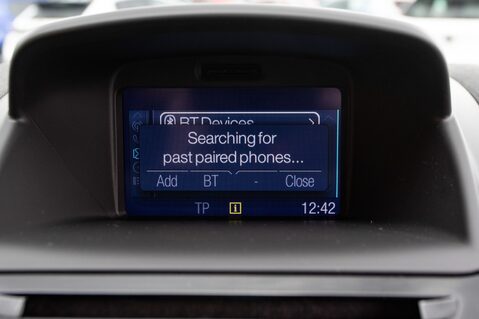 BT Devices
Searching for
past paired phones...
Add BT - Close
TP i 12:42